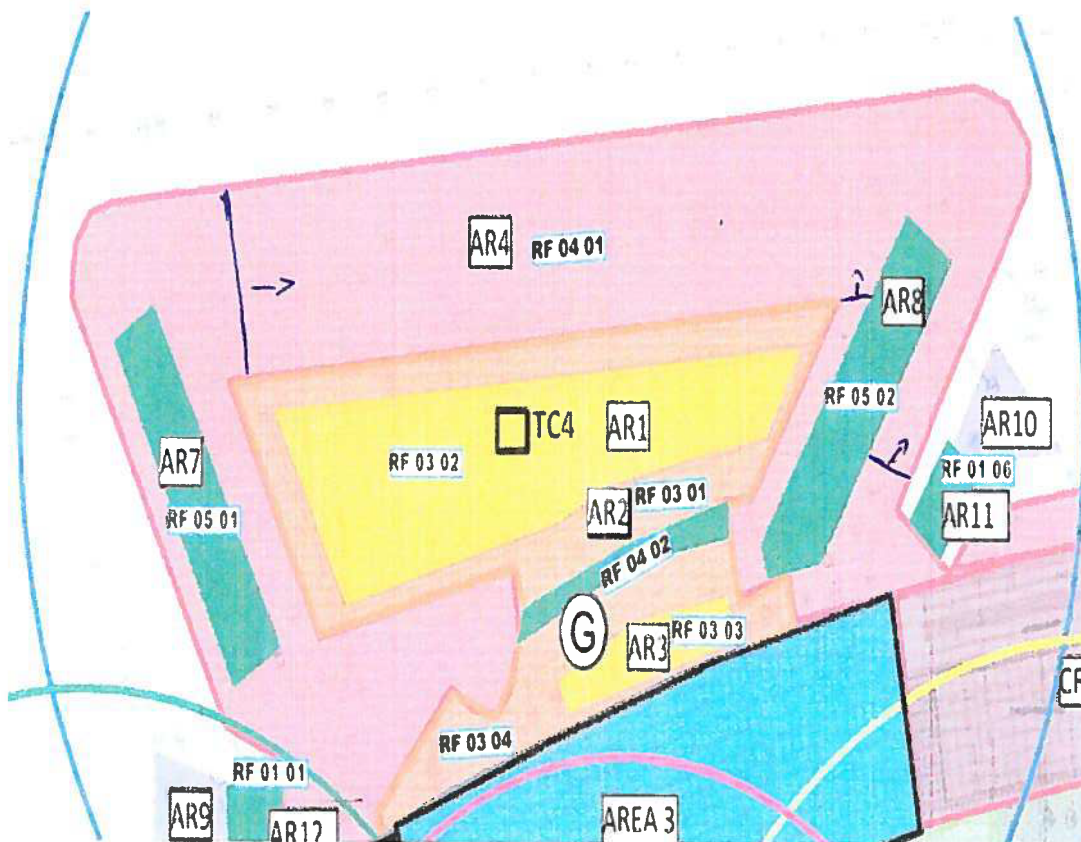 AR4 RF 04 01
AR8
RF 05 02
AR10
TC4 AR1
AR7
RF 03 02
RF 01 06
AR2 RF 03 01
AR11
RF 05 01
RF 04 02
G
AR3 RF 03 03
RF 03 04
RF 01 01
AR9
AR12
AREA 3